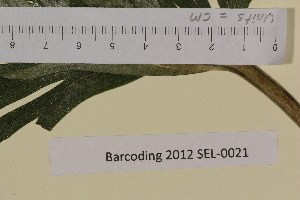 units = cm
8 7 6 5 4 3 2 1 0
Barcoding 2012 SEL-0021